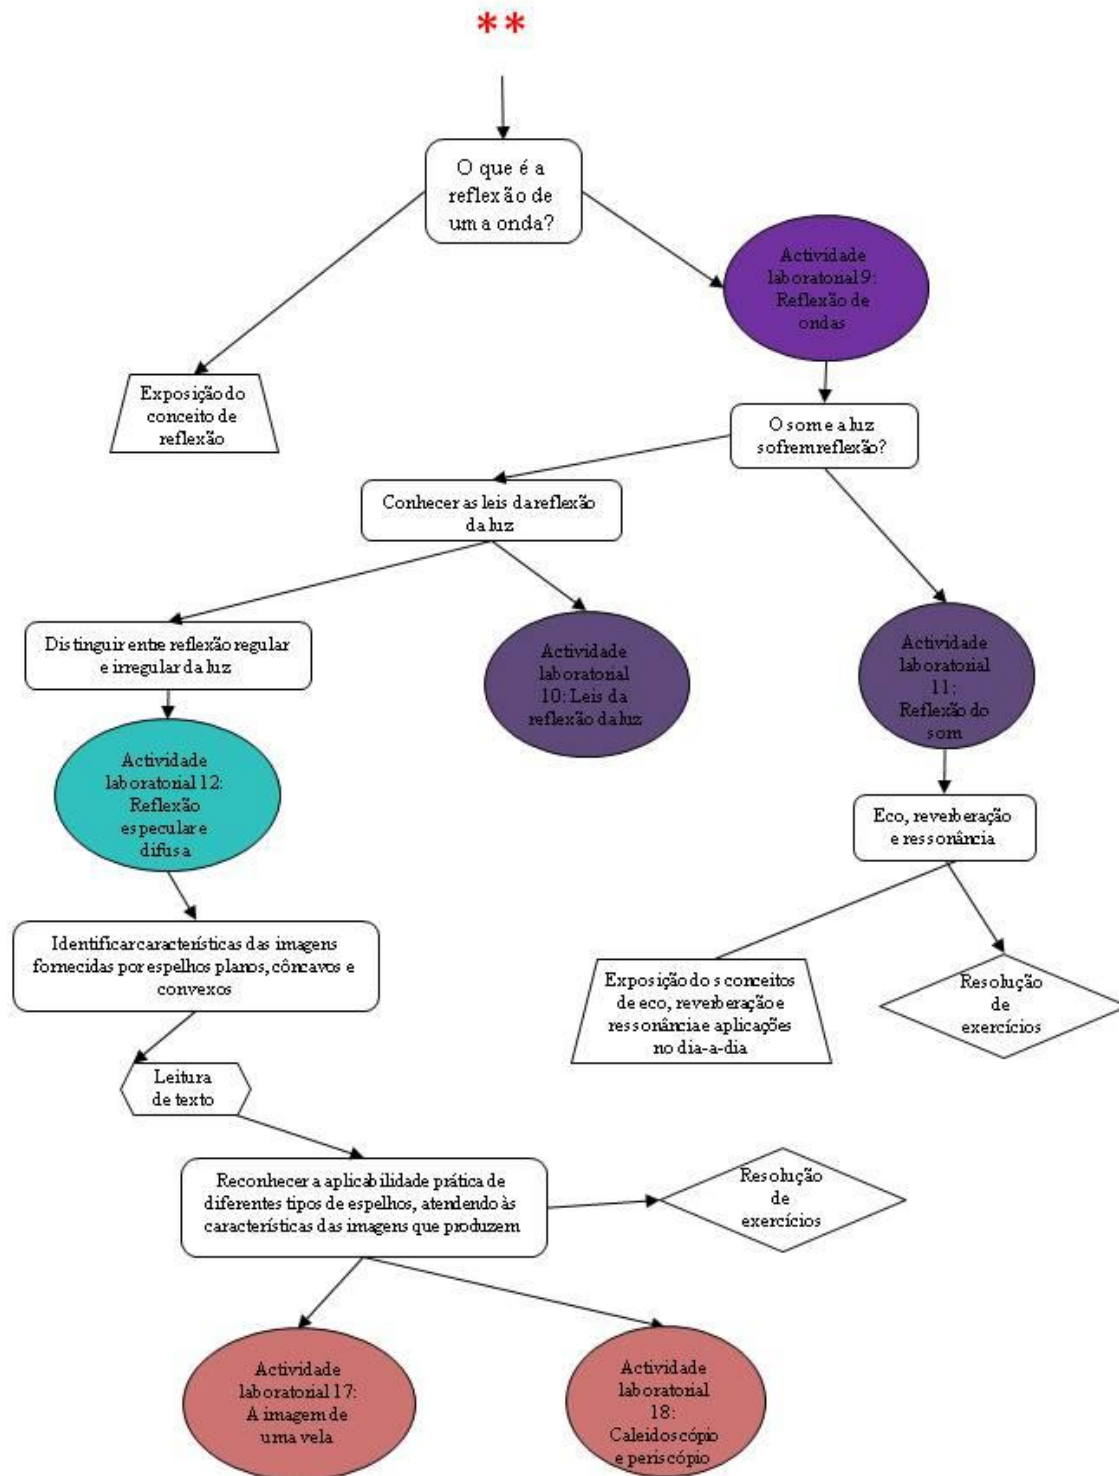 **
O que é a
reflexão de
uma onda?
Actividade
laboratorial 9:
Reflexão de
ondas
Exposição do
conceito de
reflexão
O som e a luz
sofrem reflexão?
Conhecer as leis da reflexão
da luz
Distinguir entre reflexão regular
e irregular da luz
Actividade
laboratorial
10: Leis da
reflexão da luz
Actividade
laboratorial
11:
Reflexão do
som
Actividade
laboratorial 12:
Reflexão
especular e
difusa
Eco, reverberação
e ressonância
Identificar características das imagens
fornecidas por espelhos planos, côncavos e
convexos
Exposição do s conceitos
de eco, reverberação e
ressonância e aplicações
no dia-a-dia
Resolução
de
exercícios
Leitura
de texto
Reconhecer a aplicabilidade prática de
diferentes tipos de espelhos, atendendo às
características das imagens que produzem
Resolução
de
exercícios
Actividade
laboratorial 17:
A imagem de
uma vela
Actividade
laboratorial
18:
Caleidoscópio
e periscópio